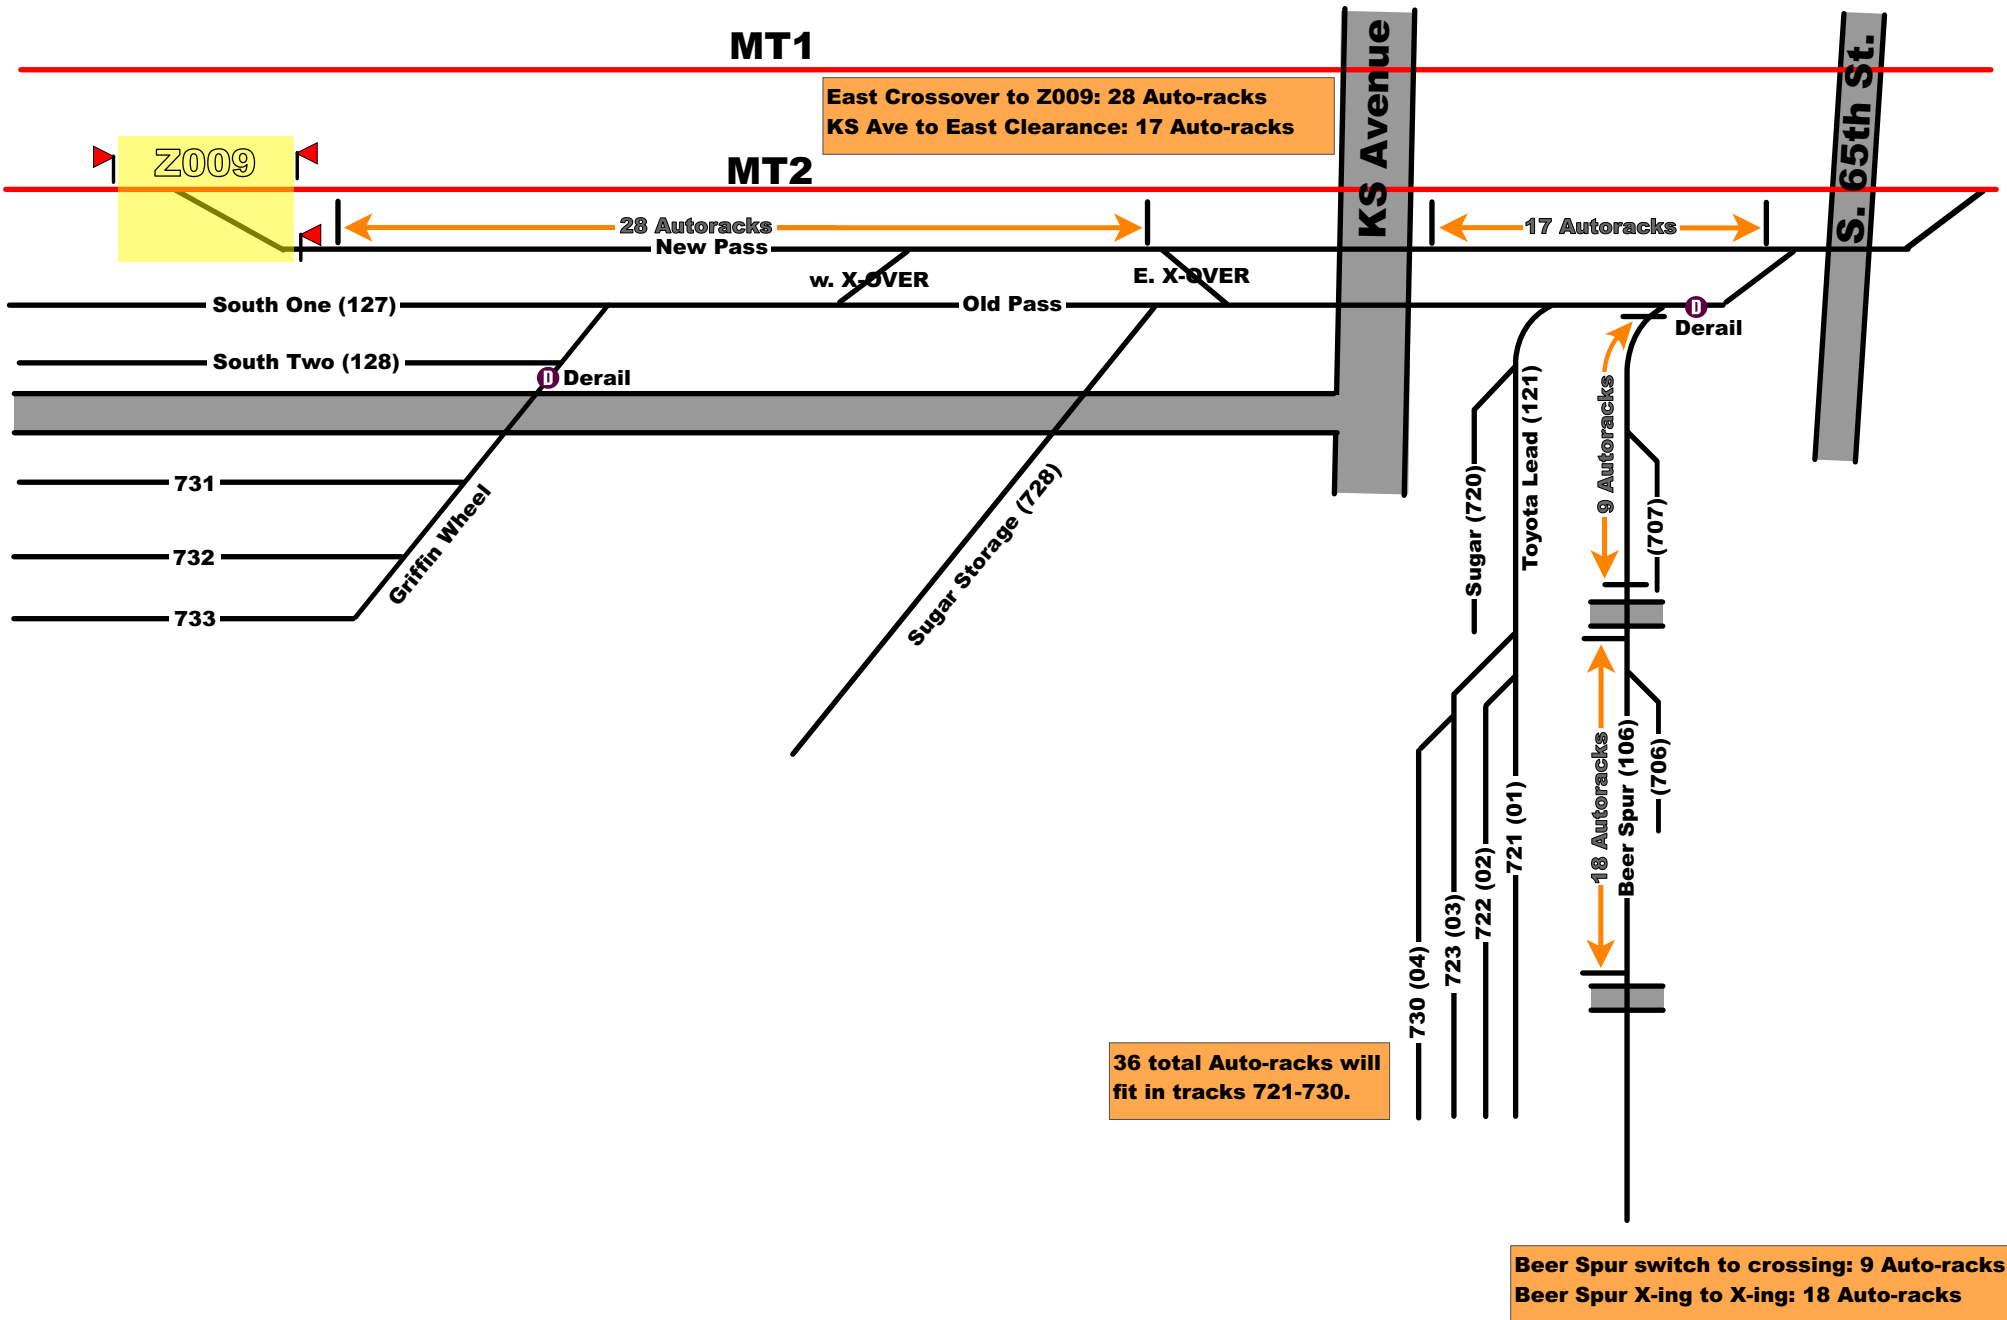 MT1
East Crossover to Z009: 28 Auto-racks
KS Ave to East Clearance: 17 Auto-racks
KS Avenue
S. 65th St.
Z009
MT2
28 Autoracks
17 Autoracks
New Pass
w. X-OVER
E. X-OVER
South One (127)
Old Pass
D
Derail
South Two (128)
D
Derail
731
732
733
Griffin Wheel
Sugar Storage (728)
Sugar (720)
Toyota Lead (121)
9 Autoracks
(707)
18 Autoracks
Beer Spur (106)
(706)
730 (04)
723 (03)
722 (02)
721 (01)
36 total Auto-racks will
fit in tracks 721-730.
Beer Spur switch to crossing: 9 Auto-racks
Beer Spur X-ing to X-ing: 18 Auto-racks